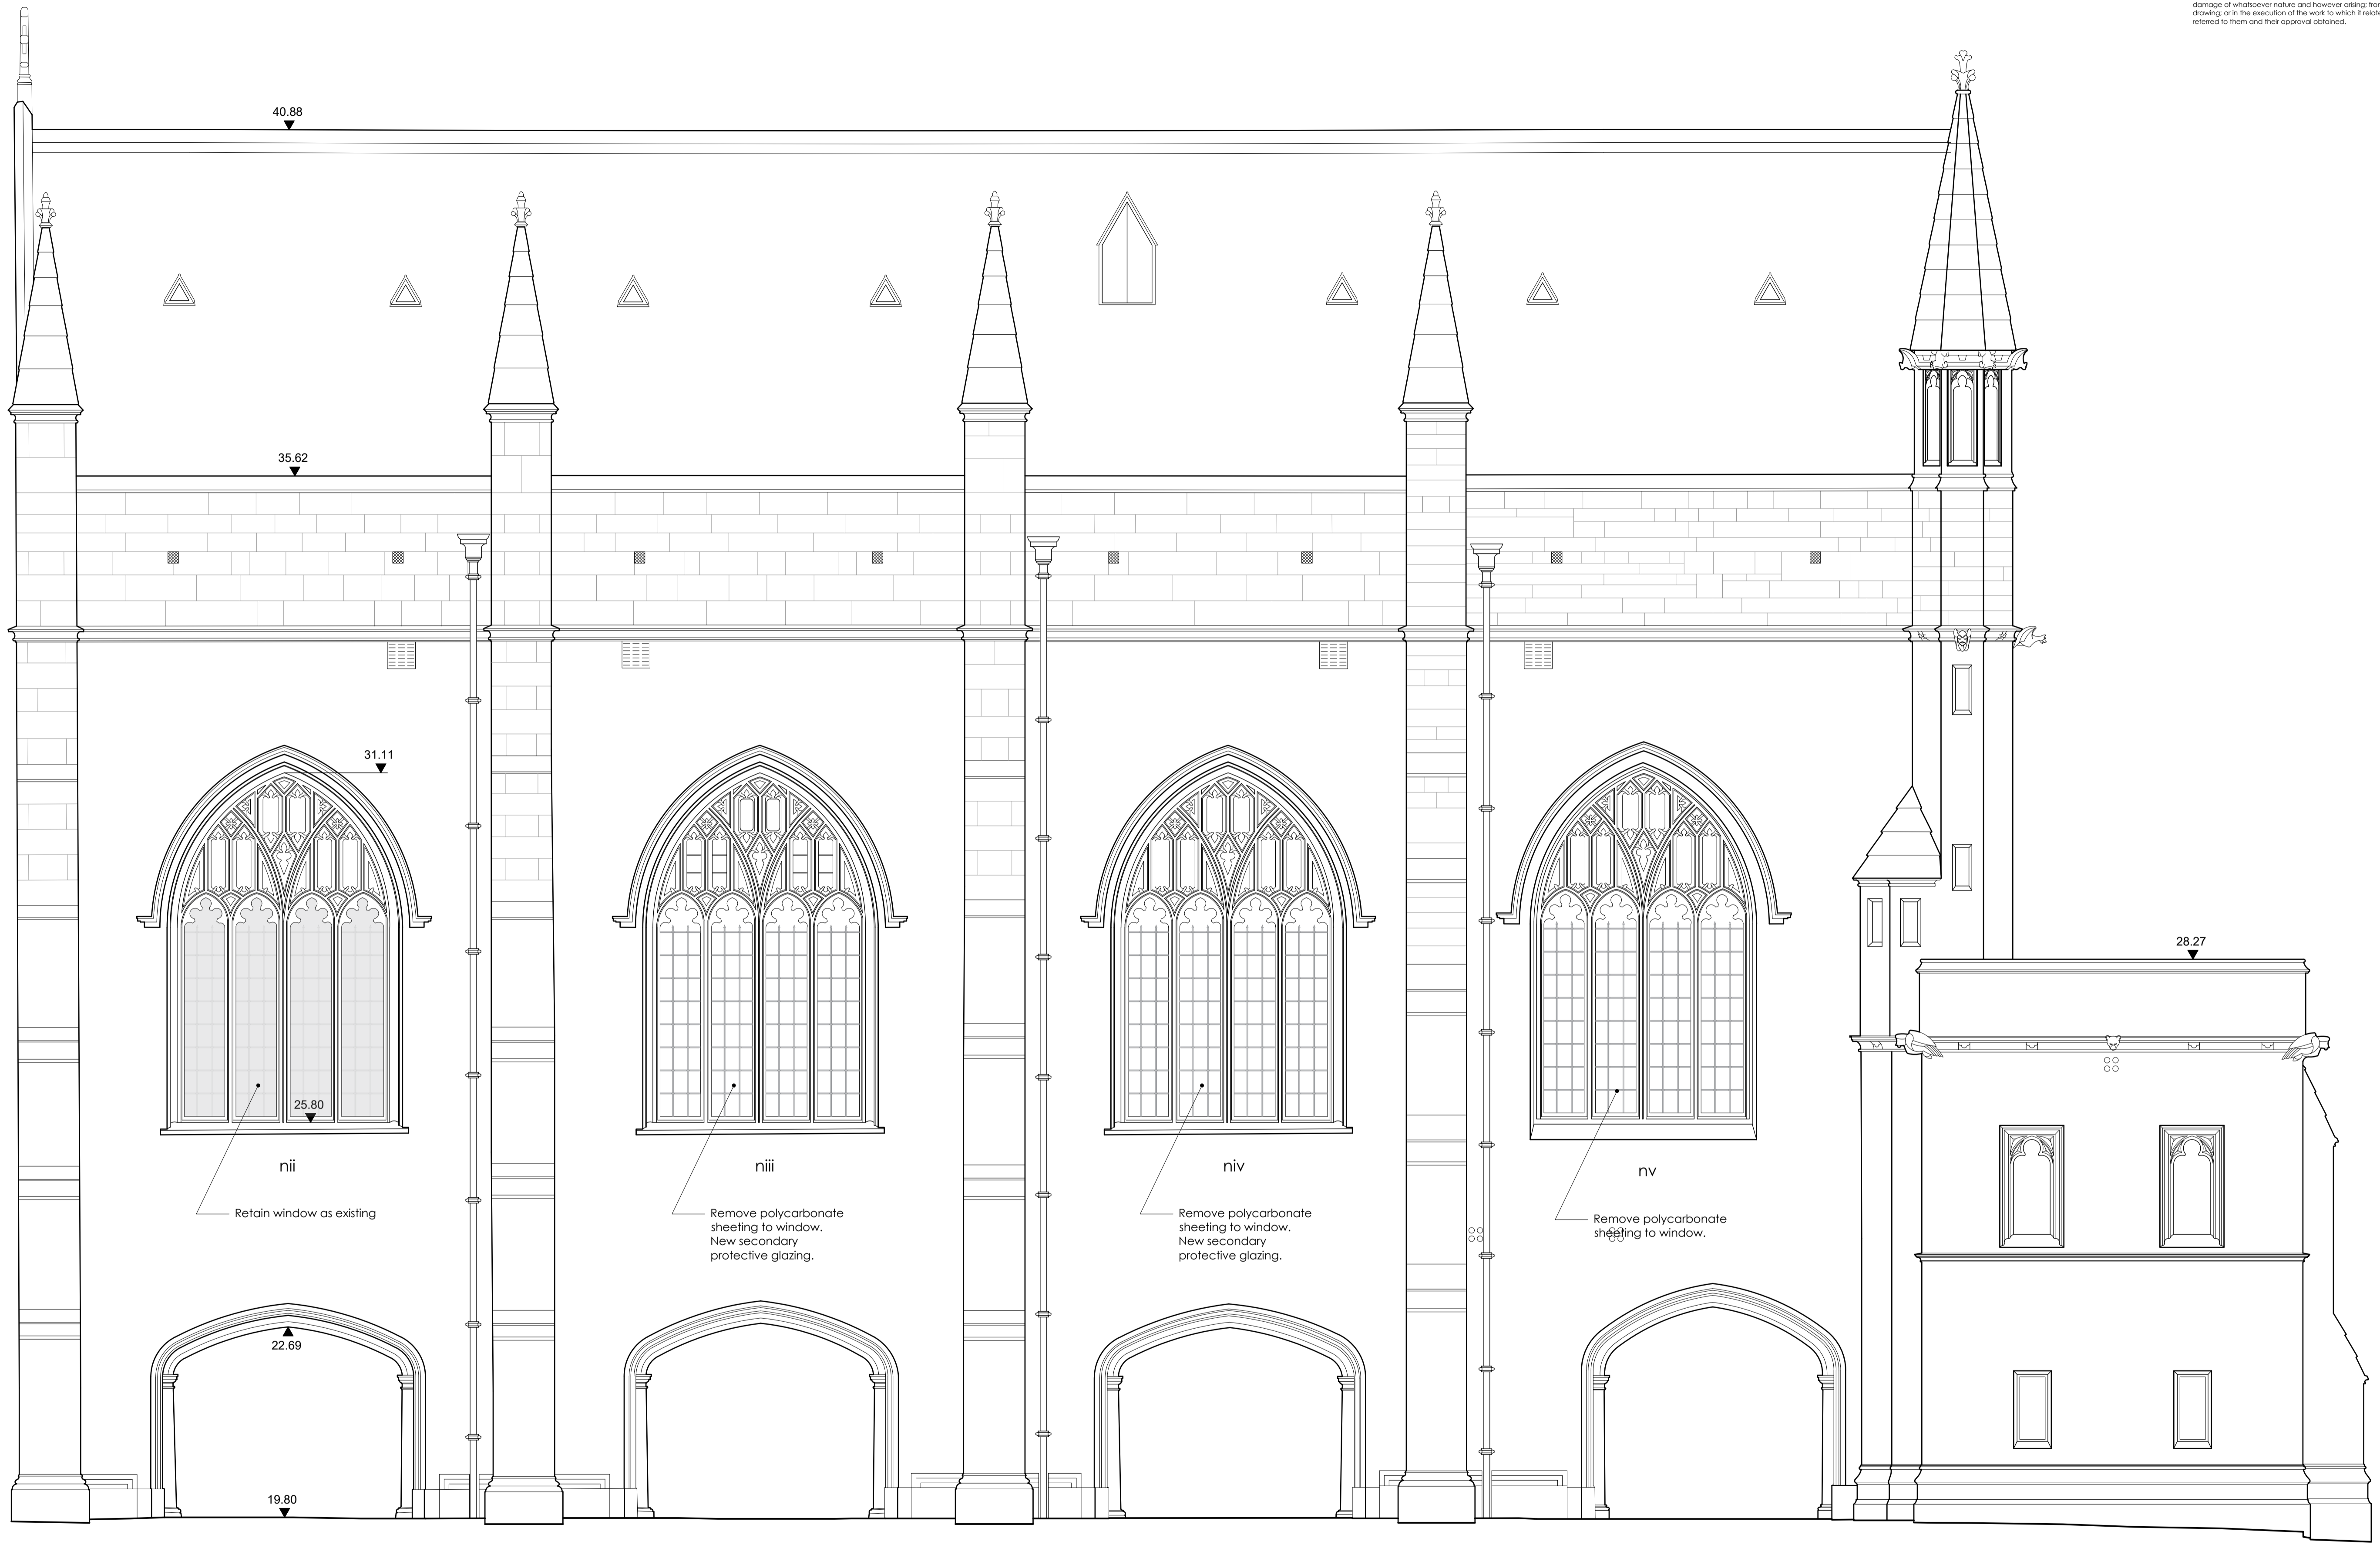 damage of whatsoever nature and however arising; from
drawing; or in the execution of the work to which it relate
referred to them and their approval obtained.
40.88
35.62
31.11
28.27
25.80
nii
niii
niv
nv
Retain window as existing
Remove polycarbonate
sheeting to window.
New secondary
protective glazing.
Remove polycarbonate
sheeting to window.
New secondary
protective glazing.
Remove polycarbonate
sheeting to window.
22.69
19.80